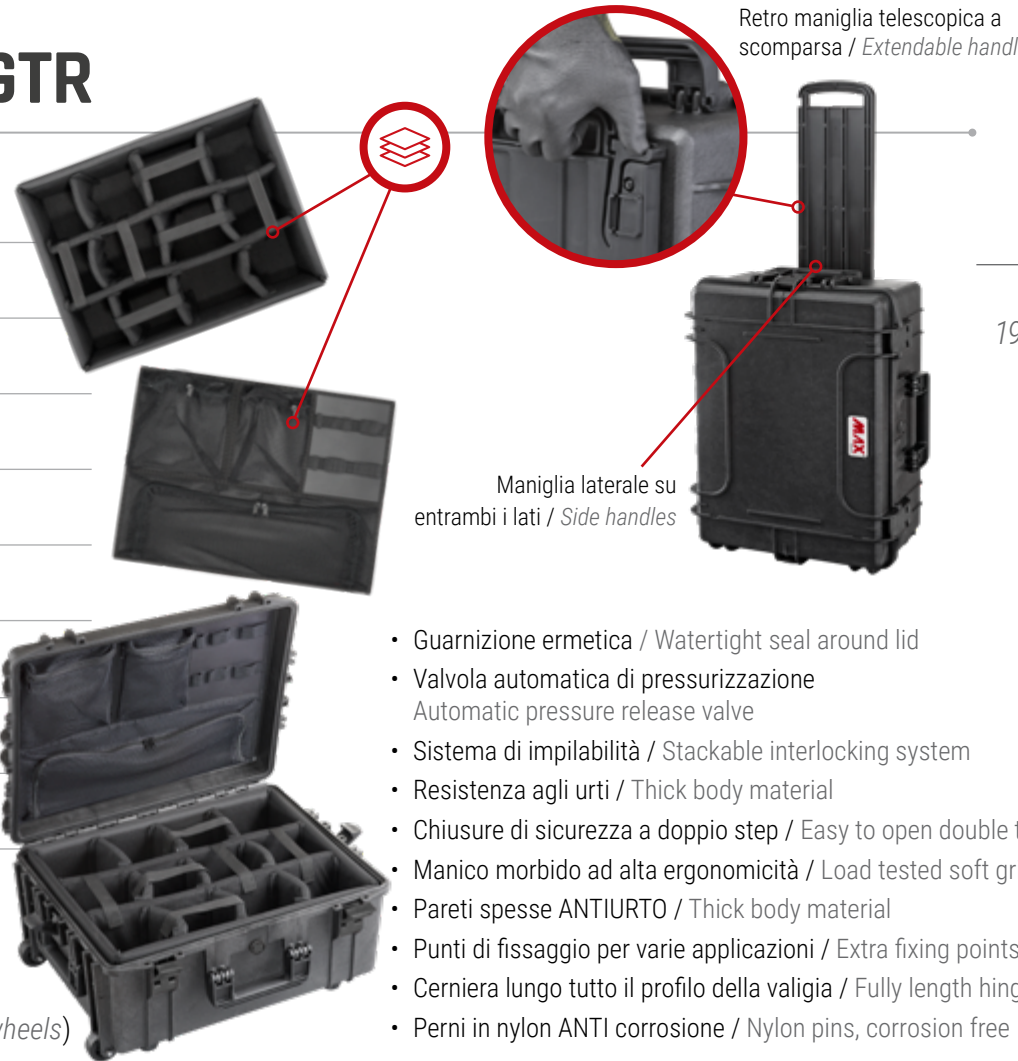 GTR
Retro maniglia telescopica a
scomparsa / Extendable handl
19
MAX
Maniglia laterale su
entrambi i lati / Side handles
• Guarnizione ermetica / Watertight seal around lid
• Valvola automatica di pressurizzazione
Automatic pressure release valve
• Sistema di impilabilità / Stackable interlocking system
• Resistenza agli urti / Thick body material
• Chiusure di sicurezza a doppio step / Easy to open double t
• Manico morbido ad alta ergonomicità / Load tested soft gr
• Pareti spesse ANTIURTO / Thick body material
• Punti di fissaggio per varie applicazioni / Extra fixing points
• Cerniera lungo tutto il profilo della valigia / Fully length hing
• Perni in nylon ANTI corrosione / Nylon pins, corrosion free
heels)